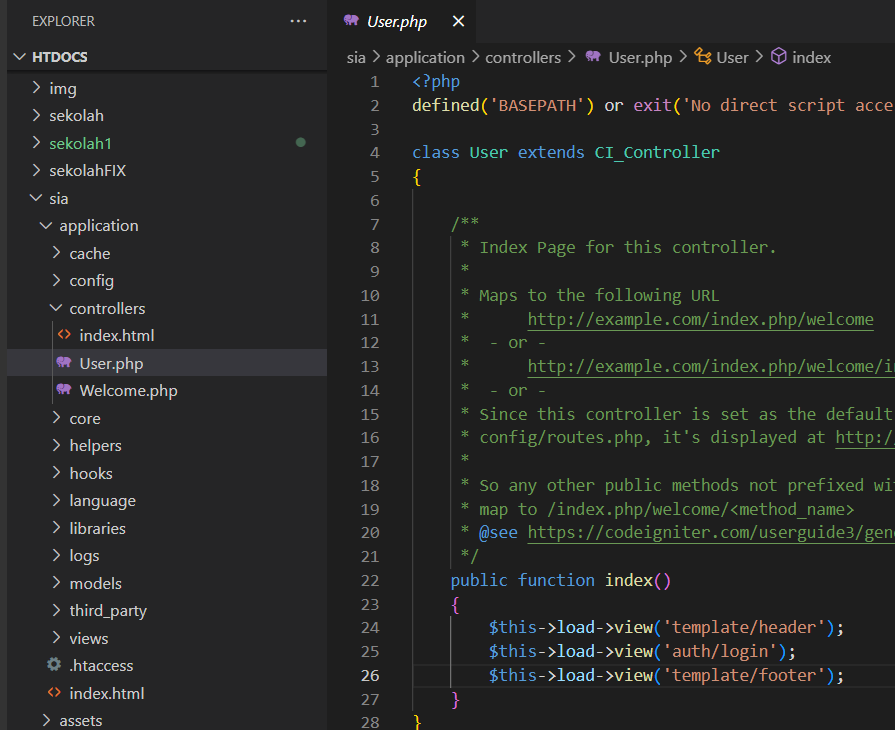 EXPLORER
HTDOCS
img
sekolah
sekolah1
sekolahFIX
sia
application
cache
config
controllers
index.html
User.php
Welcome.php
core
helpers
hooks
language
libraries
logs
models
third_party
views
.htaccess
index.html
assets
User.php
sia > application > controllers > User.php > User > index
1 <?php
2 defined('BASEPATH') or exit('No direct script acce
3
4 class User extends CI_Controller
5 {
6
7 /**
8 * Index Page for this controller.
9 *
10 * Maps to the following URL
11 * http://example.com/index.php/welcome
12 * - or -
13 * http://example.com/index.php/welcome/in
14 * - or -
15 * Since this controller is set as the default
16 * config/routes.php, it's displayed at http:/
17 *
18 * So any other public methods not prefixed wi
19 * map to /index.php/welcome/<method_name>
20 * @see https://codeigniter.com/userguide3/gene
21 */
22 public function index()
23 {
24 $this->load->view('template/header');
25 $this->load->view('auth/login');
26 $this->load->view('template/footer');
27 }
28 }